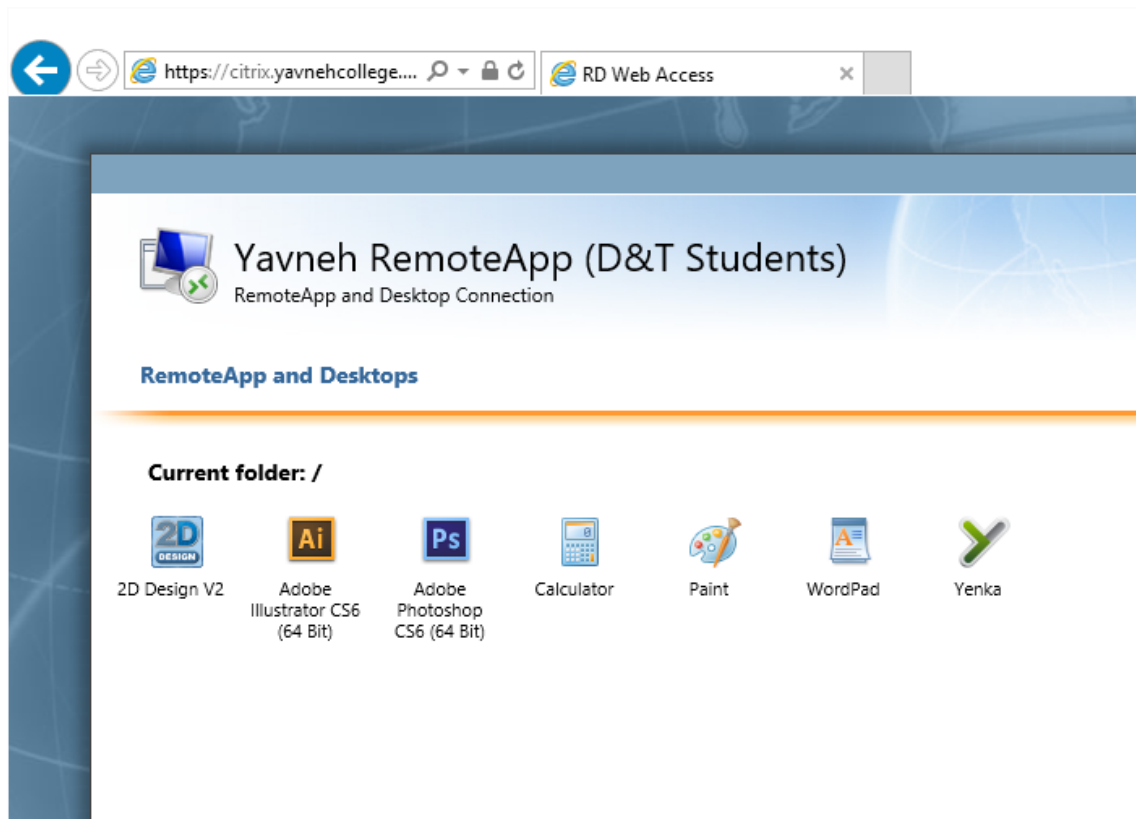 https://citrix.yavnehcollege....
RD Web Access
Yavneh RemoteApp (D&T Students)
RemoteApp and Desktop Connection
RemoteApp and Desktops
Current folder: /
2D
DESIGN
Ai
Ps
0
A
2D Design V2
Adobe
Illustrator CS6
(64 Bit)
Adobe
Photoshop
CS6 (64 Bit)
Calculator
Paint
WordPad
Yenka